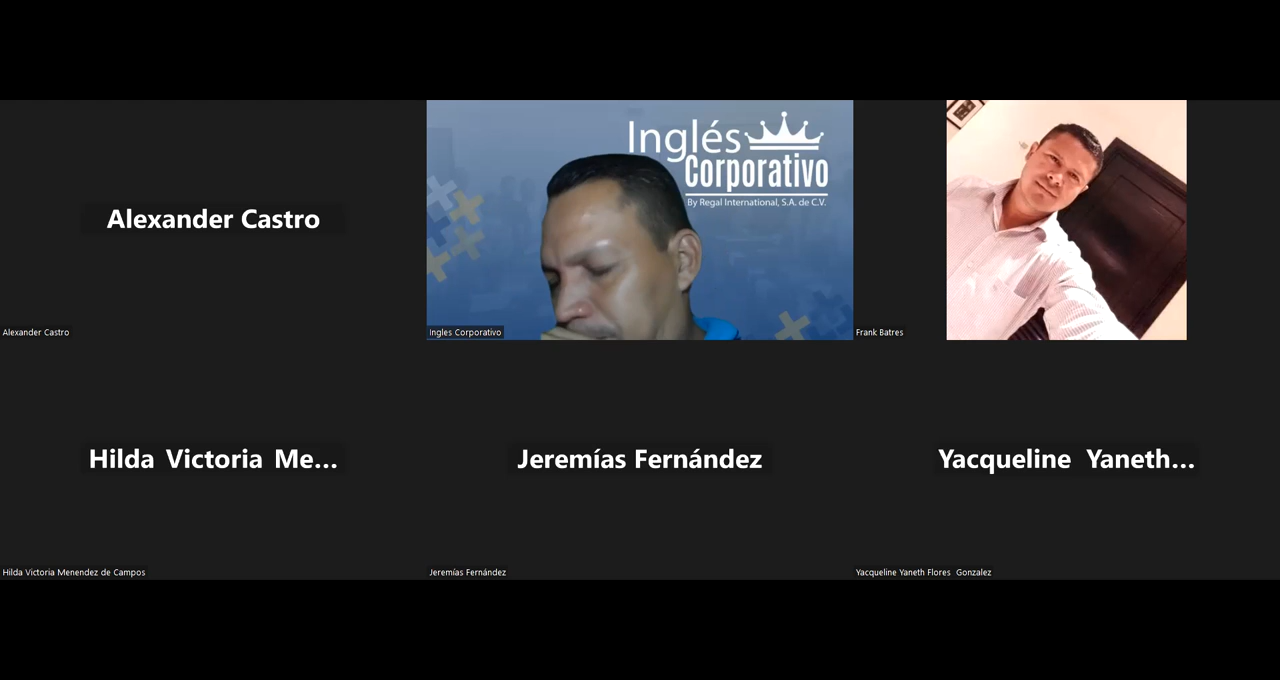 Alexander Castro
Alexander Castro
Inglés
Corporativo
By Regal International, S.A. de C.V.
Ingles Corporativo
Frank Batres
Hilda Victoria Me...
Hilda Victoria Menendez de Campos
Jeremías Fernández
Jeremías Fernández
Yacqueline Yaneth...
Yacqueline Yaneth Flores Gonzalez